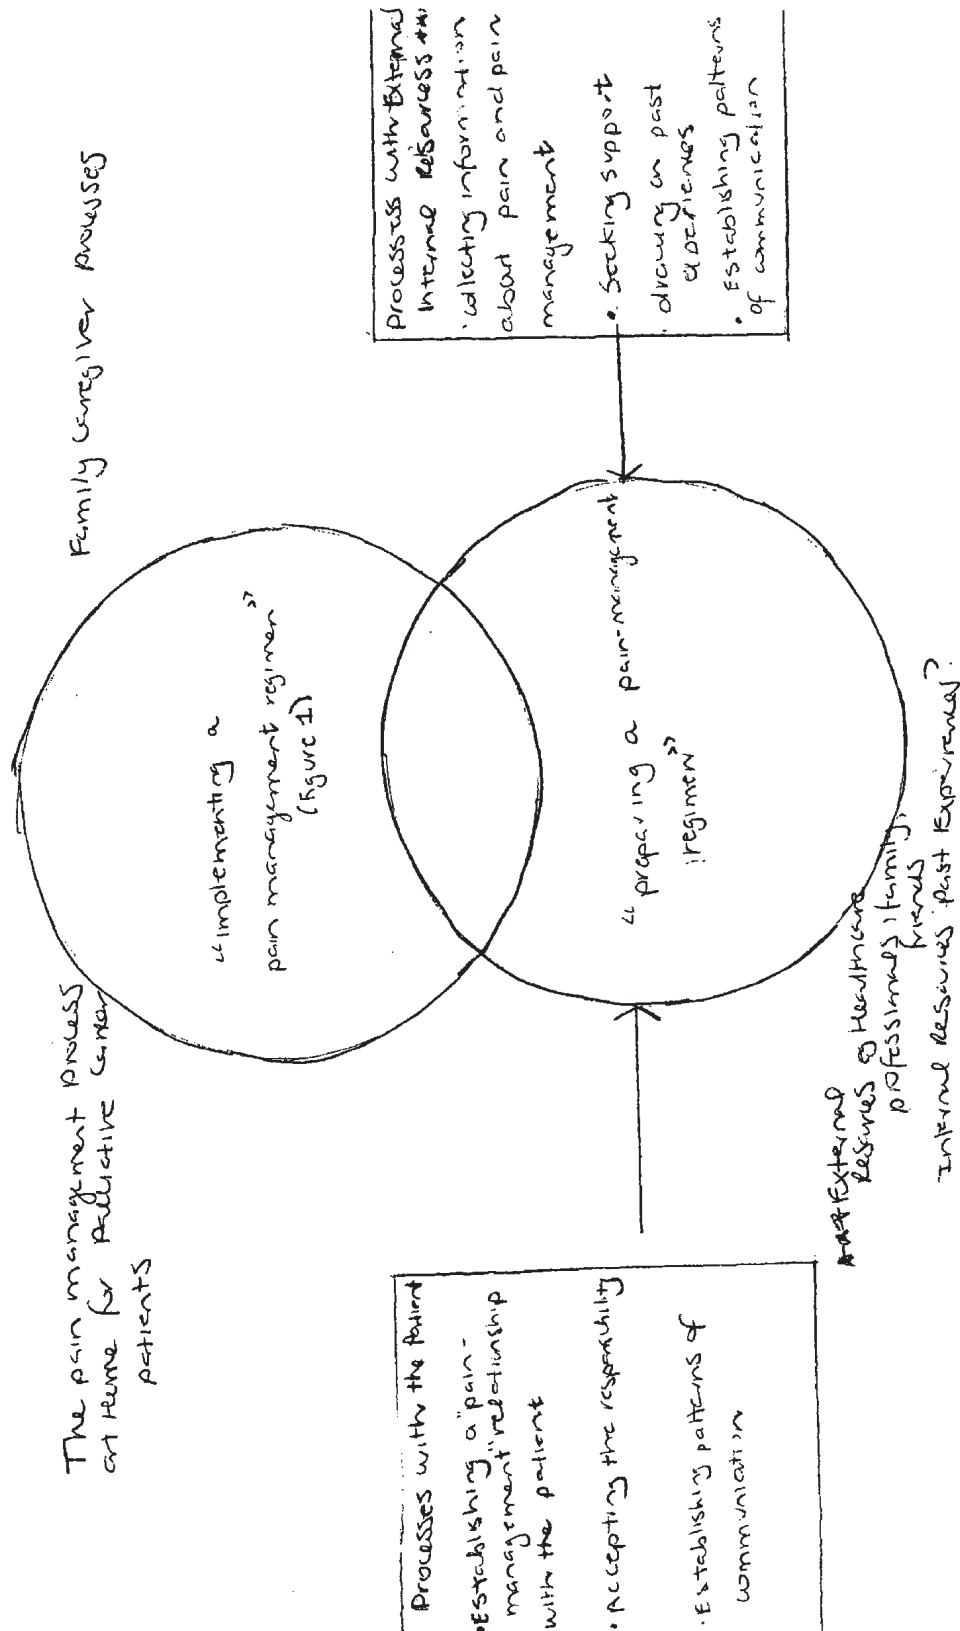 The pain management process
at Home for Palliative Cancer
patients
Family Caregiver Processes
"implementing a
pain management regimen"
(figure 1)
Processes with the Patient
•Establishing a "pain-
management" relationship
with the patient
• Accepting the responsibility
• Establishing patterns of
communication
"preparing a pain-management
regimen"
Processes with External
Internal Resources ***
• collecting information
about pain and pain
management
• Seeking support
• drawing on past
experiences
• Establishing patterns
of communication
***External
Resources eg Healthcare
professionals, family,
friends
Internal Resources: Past Experiences?